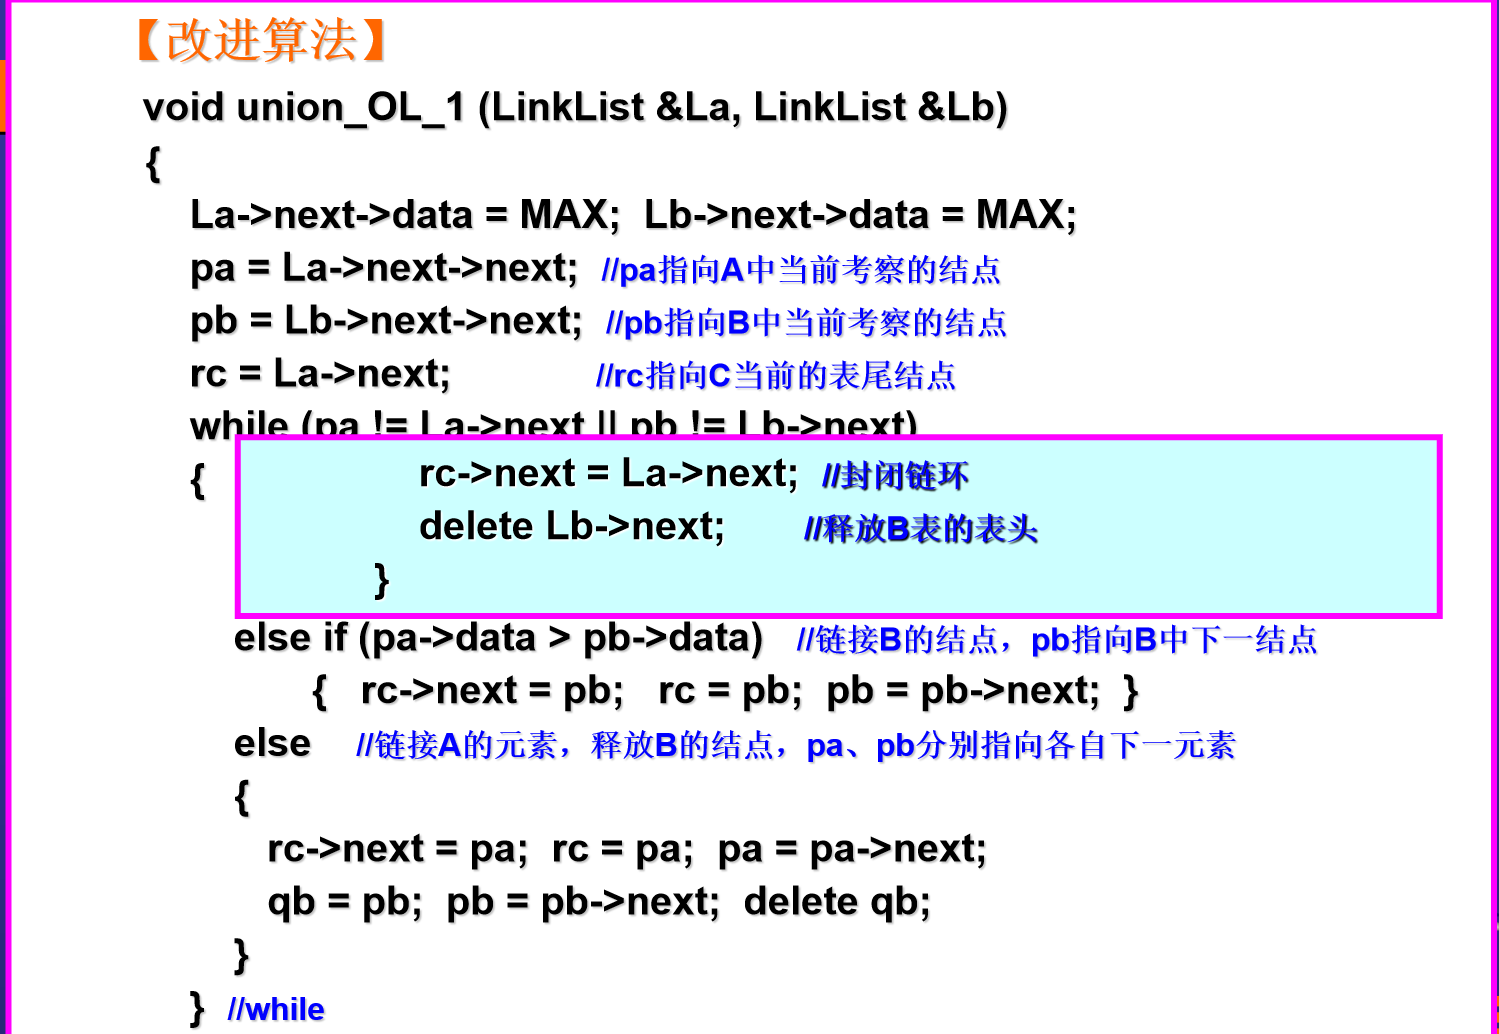 【改进算法】
void union_OL_1 (LinkList &La, LinkList &Lb)
{
La->next->data = MAX;  Lb->next->data = MAX;
pa = La->next->next;  //pa指向A中当前考察的结点
pb = Lb->next->next;  //pb指向B中当前考察的结点
rc = La->next;  //rc指向C当前的表尾结点
while (pa != La->next || pb != Lb->next)
{
rc->next = La->next;  //封闭链环
delete Lb->next;  //释放B表的表头
}
else if (pa->data > pb->data)  //链接B的结点，pb指向B中下一结点
{  rc->next = pb;  rc = pb;  pb = pb->next;  }
else  //链接A的元素，释放B的结点，pa、pb分别指向各自下一元素
{
rc->next = pa;  rc = pa;  pa = pa->next;
qb = pb;  pb = pb->next;  delete qb;
}
}  //while